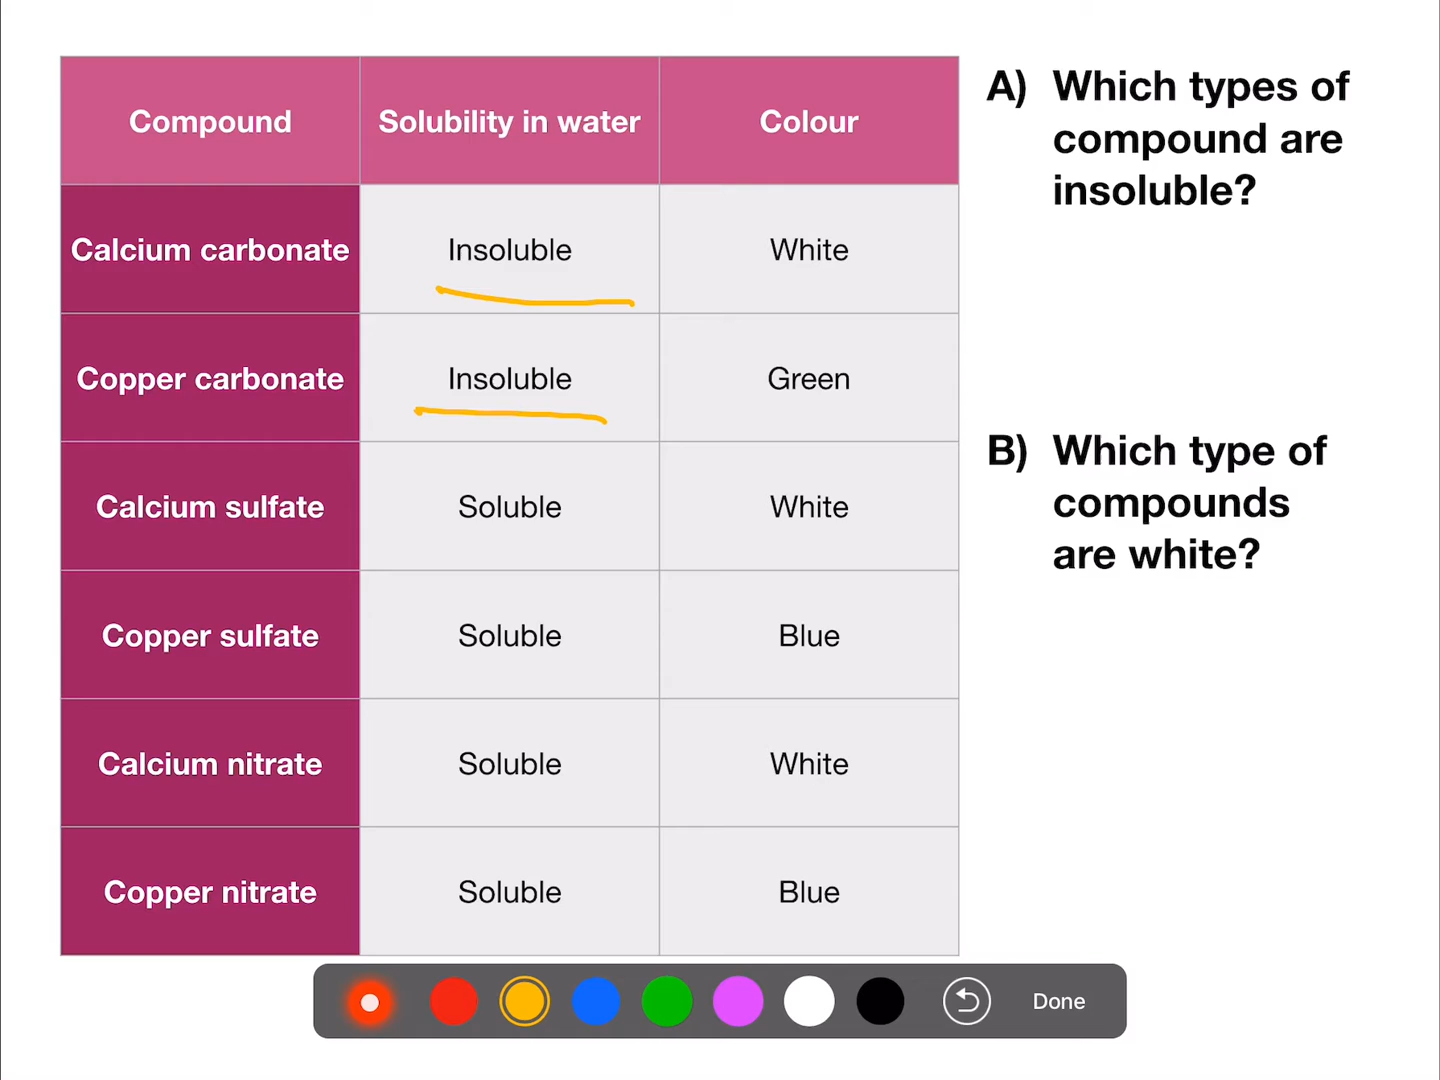 Compound Solubility in water Colour
Calcium carbonate Insoluble White
Copper carbonate Insoluble Green
Calcium sulfate Soluble White
Copper sulfate Soluble Blue
Calcium nitrate Soluble White
Copper nitrate Soluble Blue
A) Which types of
compound are
insoluble?
B) Which type of
compounds
are white?
Done